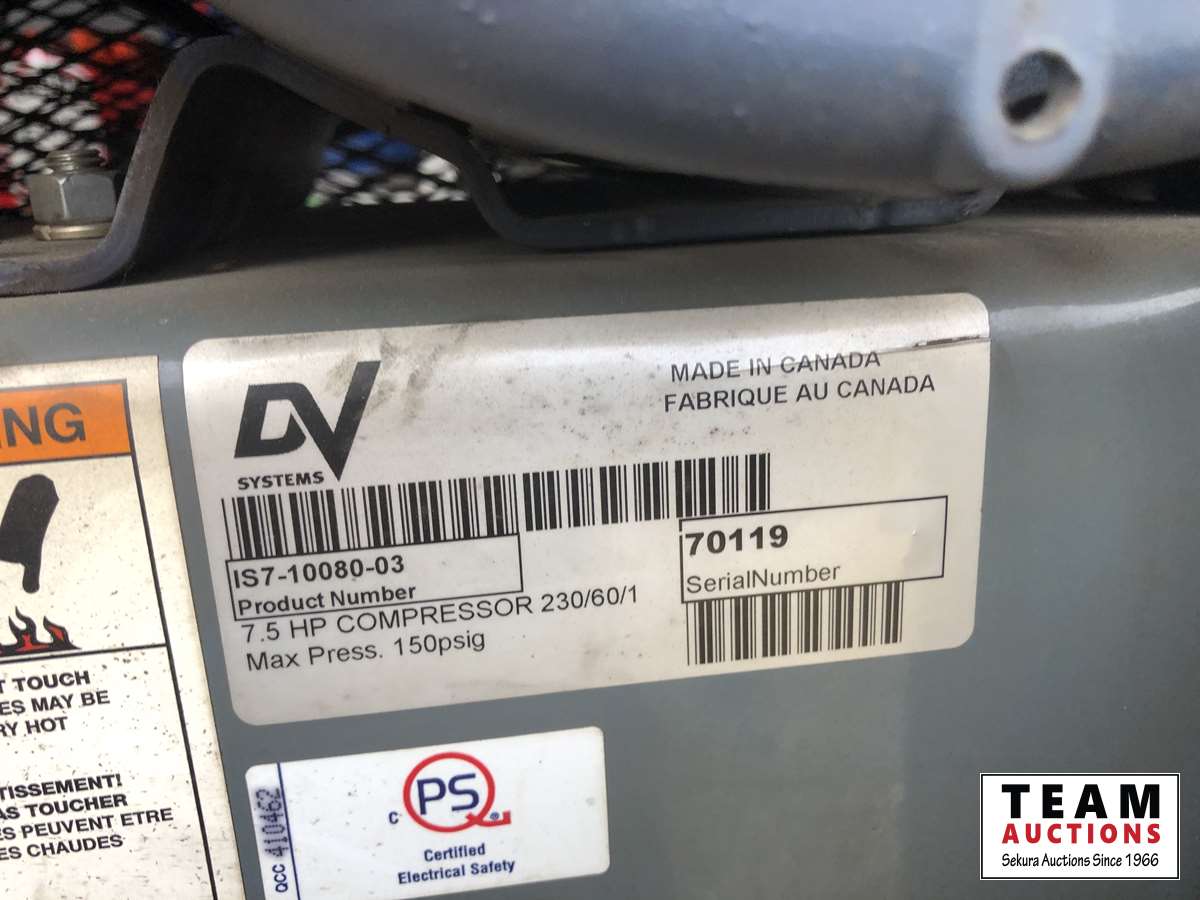 MADE IN CANADA
FABRIQUE AU CANADA
DV
SYSTEMS
IS7-10080-03
Product Number
7.5 HP COMPRESSOR 230/60/1
Max Press. 150psig
70119
SerialNumber
ING
T TOUCH
ES MAY BE
RY HOT
TISSEMENT!
AS TOUCHER
ES PEUVENT ETRE
ES CHAUDES
QCC 410462
C
QPS
®
Certified
Electrical Safety
TEAM
AUCTIONS
Sekura Auctions Since 1966